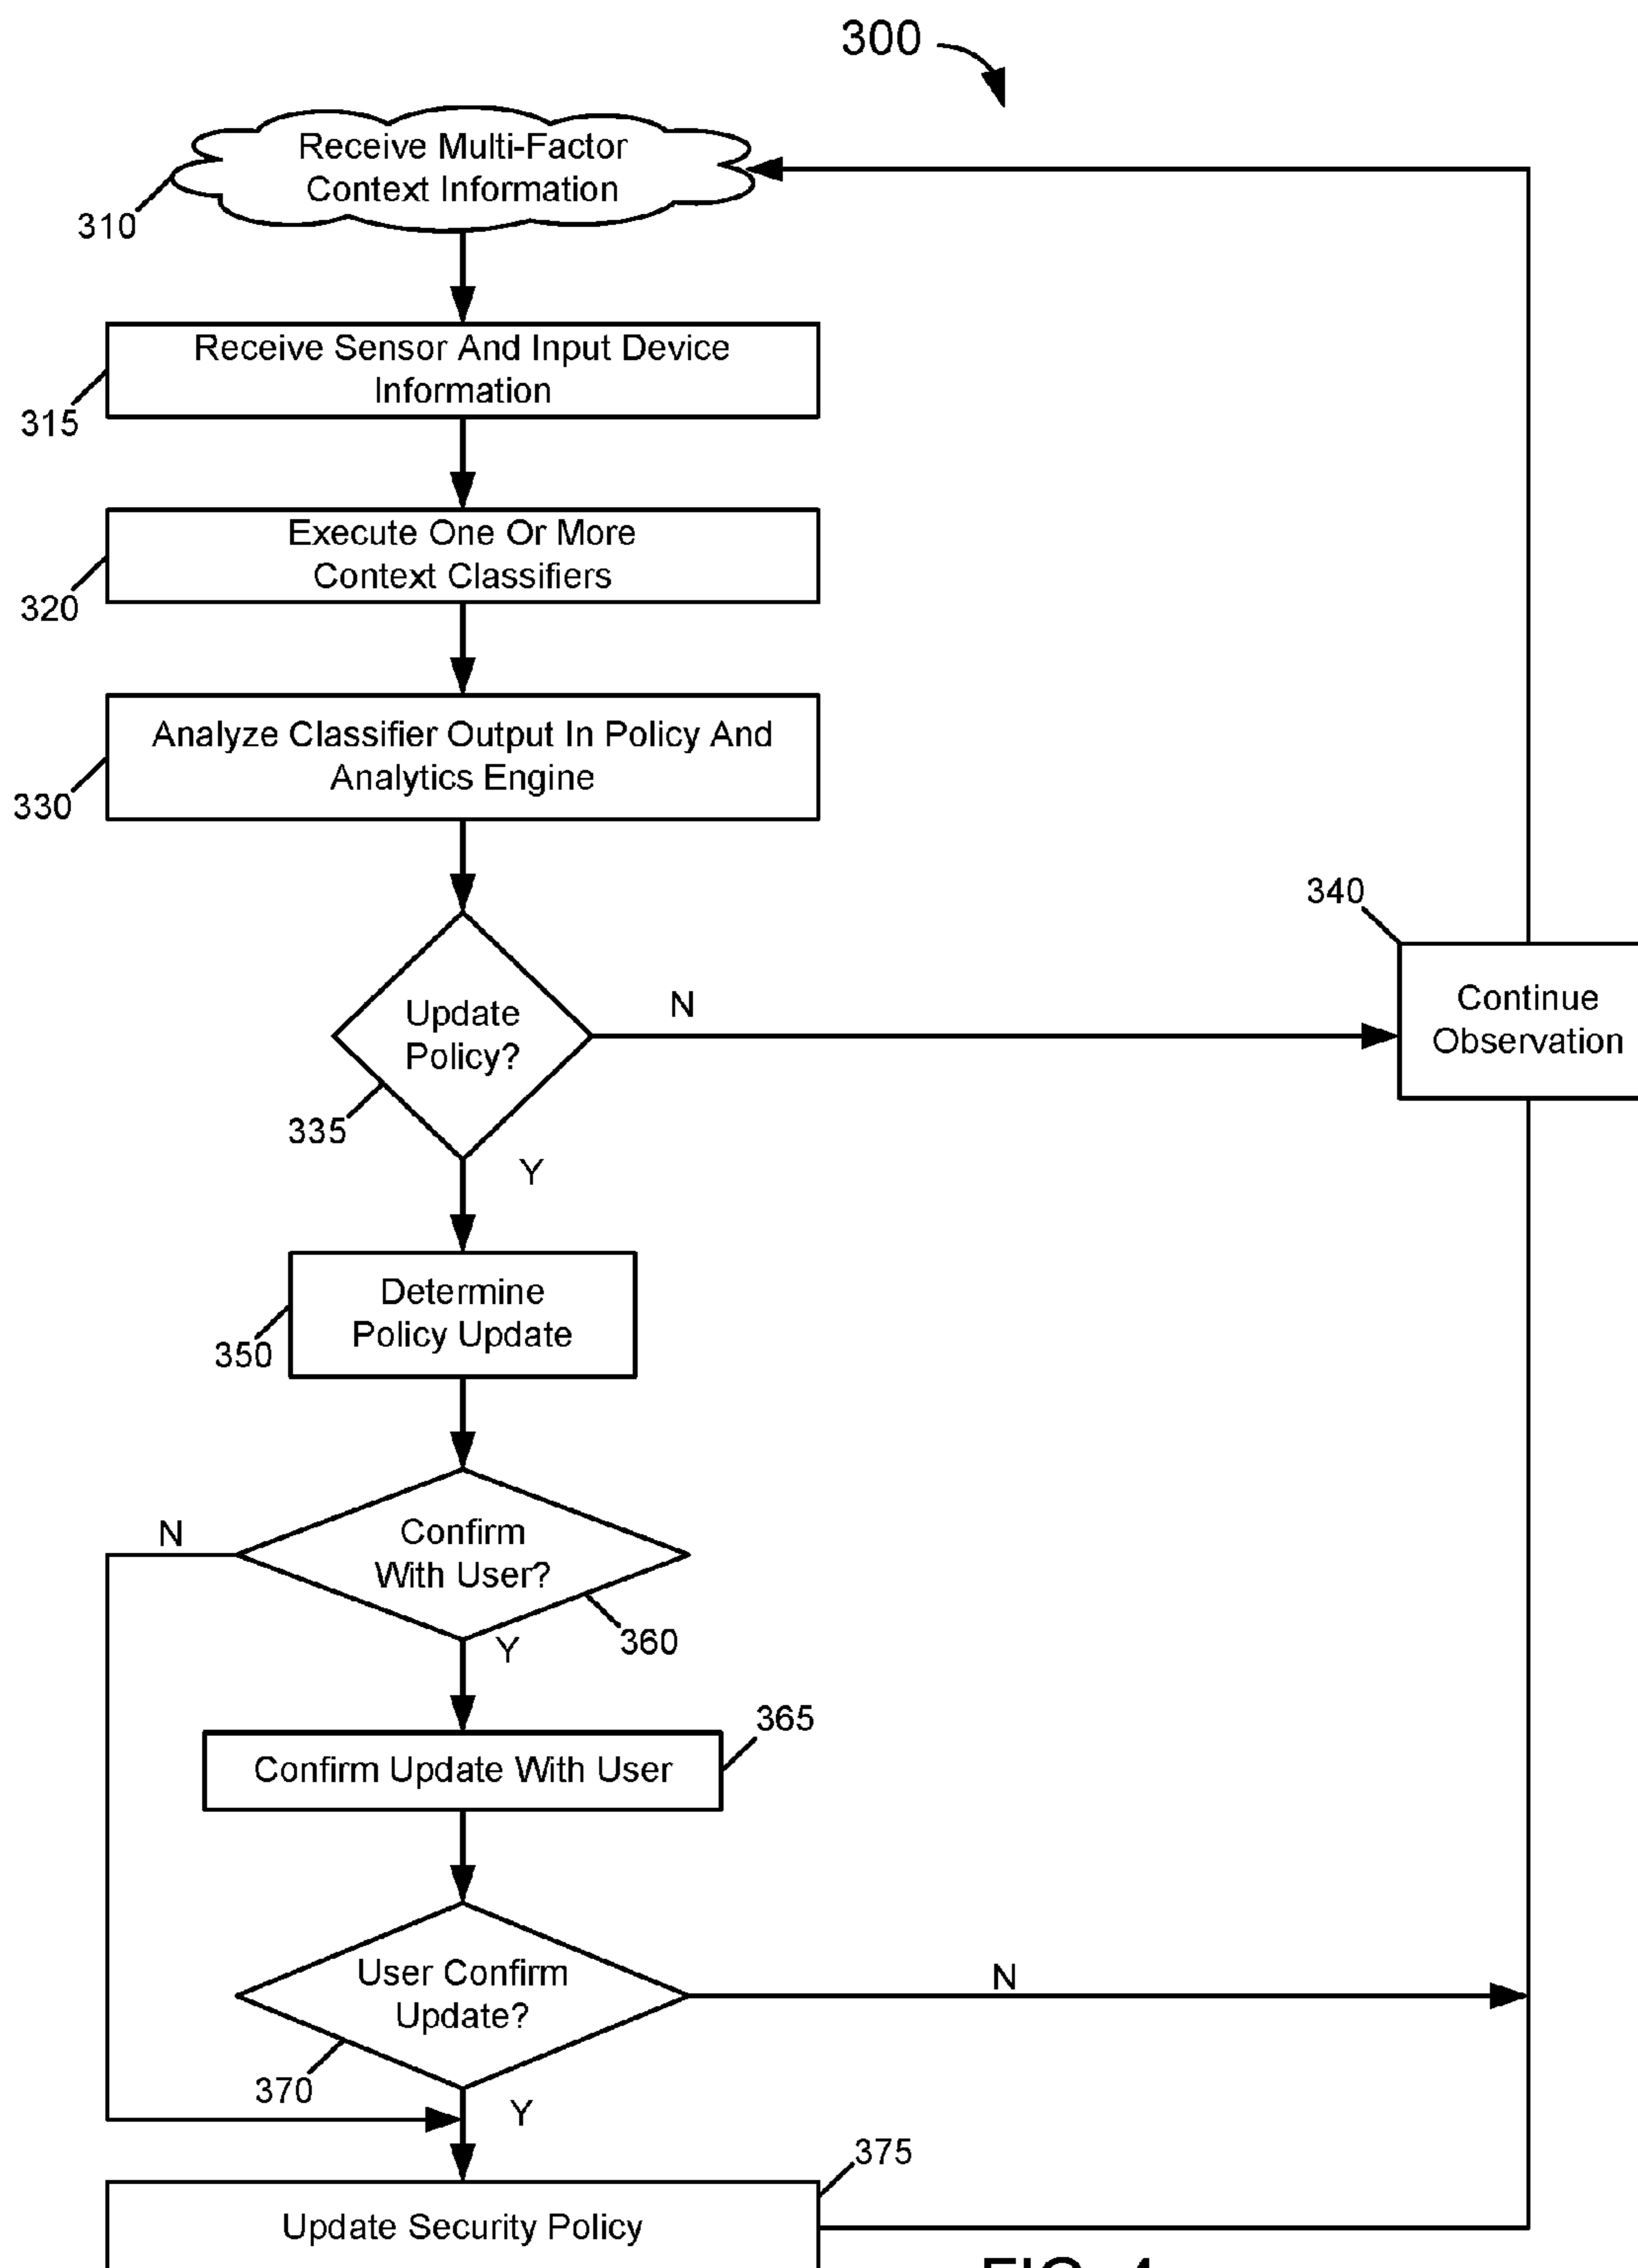 300
Receive Multi-Factor
Context Information
310
Receive Sensor And Input Device
Information
315
Execute One Or More
Context Classifiers
320
Analyze Classifier Output In Policy And
Analytics Engine
330
340
Update
Policy?
N
Continue
Observation
335
Y
Determine
Policy Update
350
N
Confirm
With User?
360
Y
365
Confirm Update With User
User Confirm
Update?
N
370
Y
375
Update Security Policy